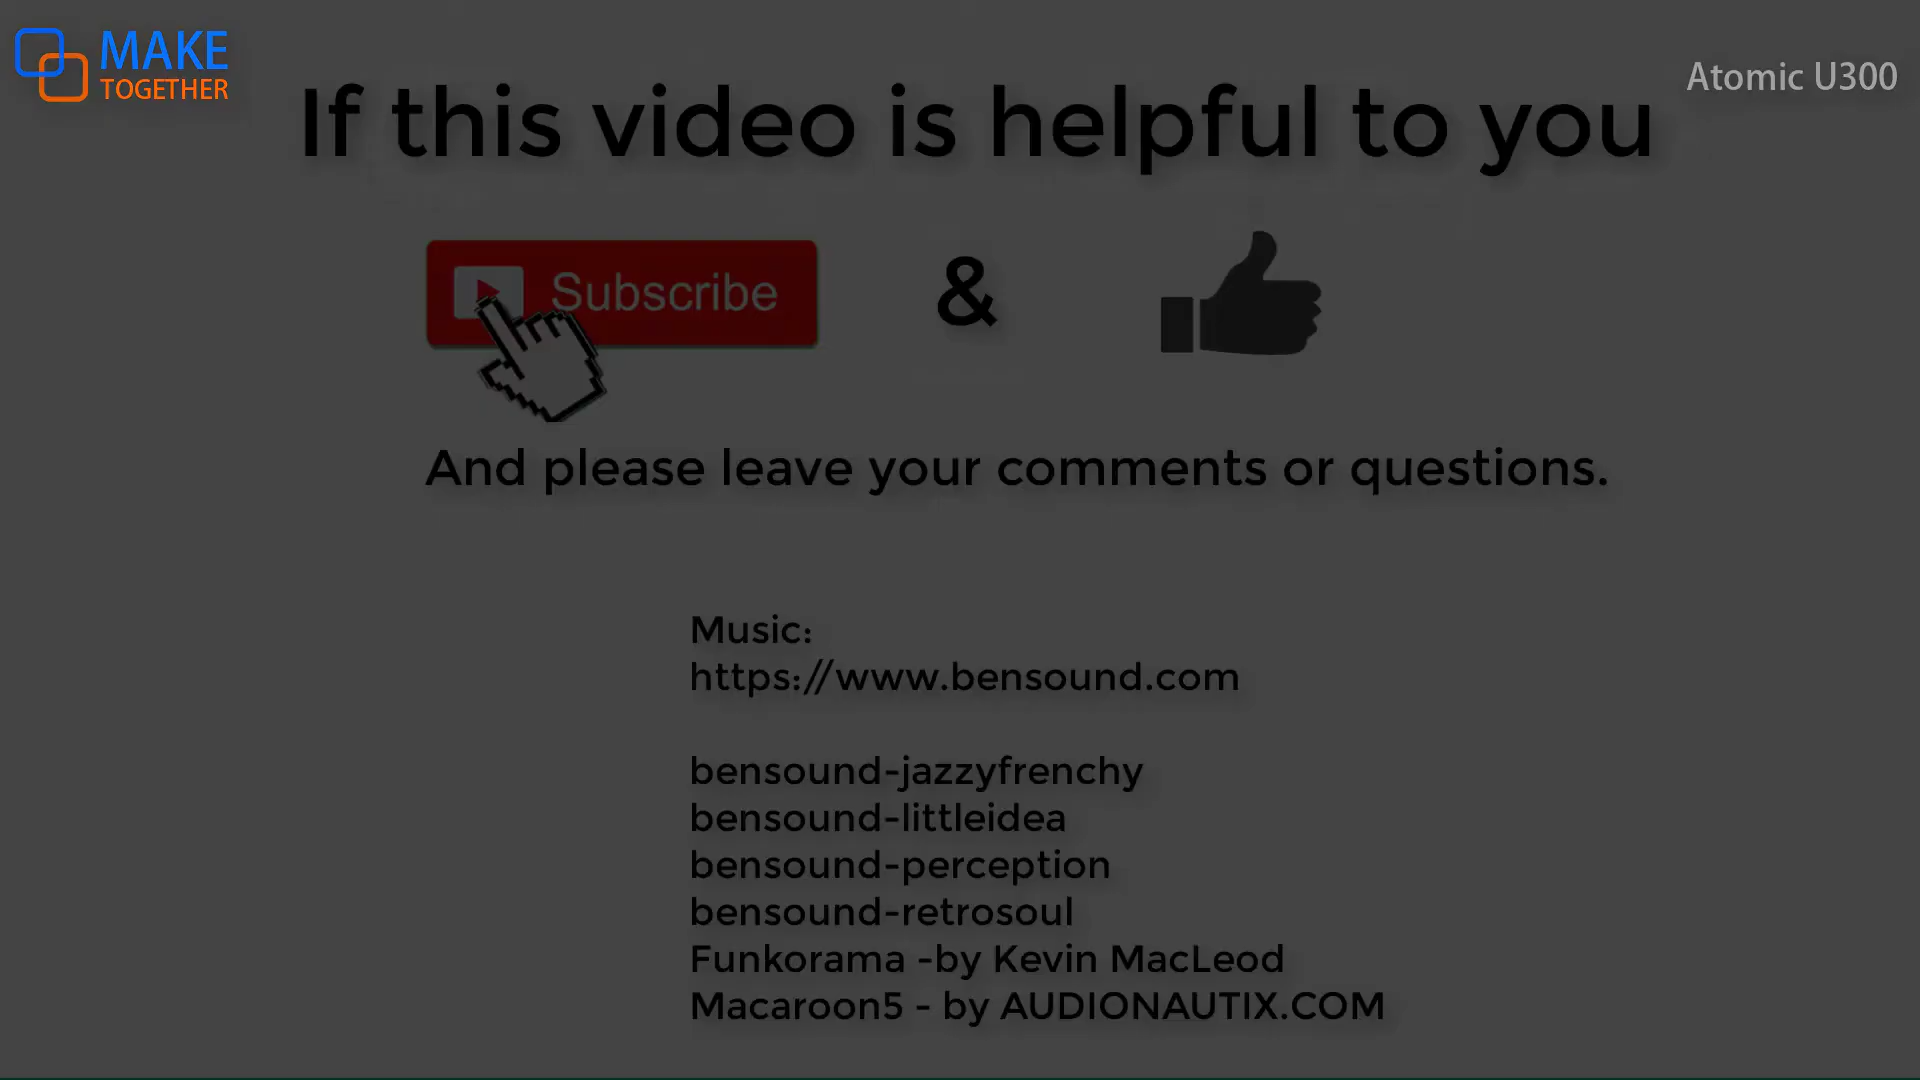 MAKE
TOGETHER
Atomic U300
If this video is helpful to you
Subscribe
&
And please leave your comments or questions.
Music:
https://www.bensound.com
bensound-jazzyfrenchy
bensound-littleidea
bensound-perception
bensound-retrosoul
Funkorama -by Kevin MacLeod
Macaroon5 - by AUDIONAUTIX.COM